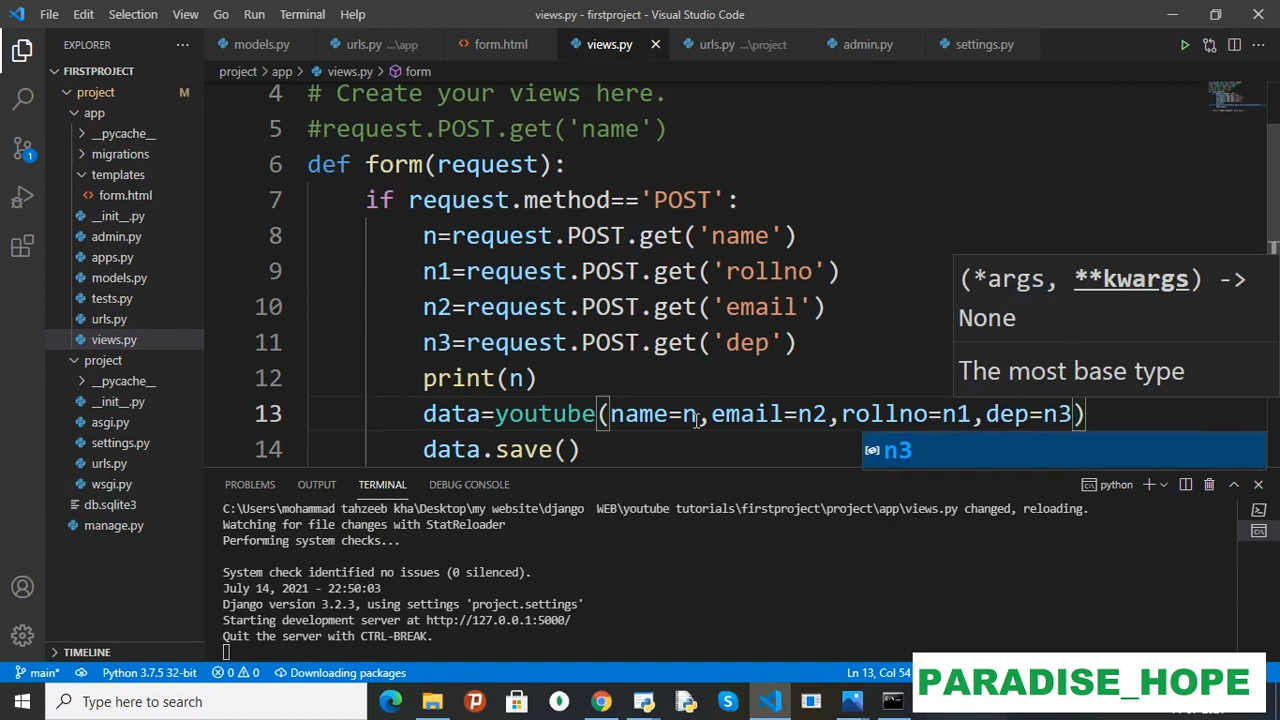 File Edit Selection View Go Run Terminal Help
views.py - firstproject - Visual Studio Code
EXPLORER
models.py
urls.py ...\app
form.html
views.py
urls.py ...\project
admin.py
settings.py
FIRSTPROJECT
project M
app
__pycache__
migrations
templates
form.html
__init__.py
admin.py
apps.py
models.py
tests.py
urls.py
views.py
project
__pycache__
__init__.py
asgi.py
settings.py
urls.py
wsgi.py
db.sqlite3
manage.py
TIMELINE
project > app > views.py > form
4 # Create your views here.
5 #request.POST.get('name')
6 def form(request):
7 if request.method=='POST':
8 n=request.POST.get('name')
9 n1=request.POST.get('rollno')
10 n2=request.POST.get('email')
11 n3=request.POST.get('dep')
12 print(n)
13 data=youtube(name=n,email=n2,rollno=n1,dep=n3)
14 data.save()
(*args, **kwargs) ->
None
The most base type
n3
PROBLEMS OUTPUT TERMINAL DEBUG CONSOLE
python
C:\Users\mohammad tahzeeb kha\Desktop\my website\django  WEB\youtube tutorials\firstproject\project\app\views.py changed, reloading.
Watching for file changes with StatReloader
Performing system checks...
System check identified no issues (0 silenced).
July 14, 2021 - 22:50:03
Django version 3.2.3, using settings 'project.settings'
Starting development server at http://127.0.0.1:5000/
Quit the server with CTRL-BREAK.
main* Python 3.7.5 32-bit 0 0 Downloading packages
Ln 13, Col 54
Type here to search
PARADISE_HOPE